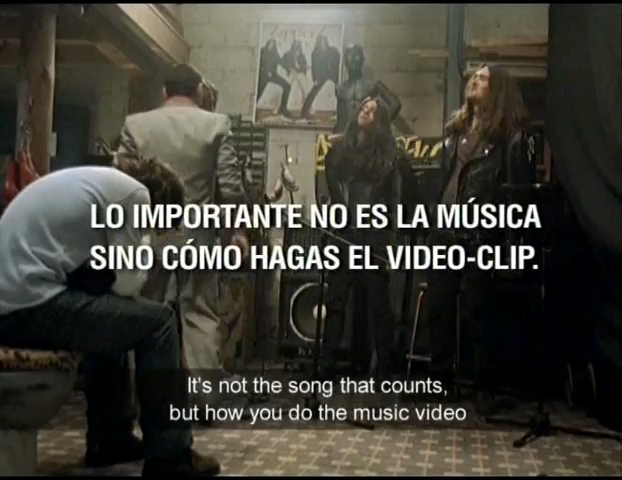 LO IMPORTANTE NO ES LA MÚSICA
SINO CÓMO HAGAS EL VIDEO-CLIP.
It's not the song that counts,
but how you do the music video